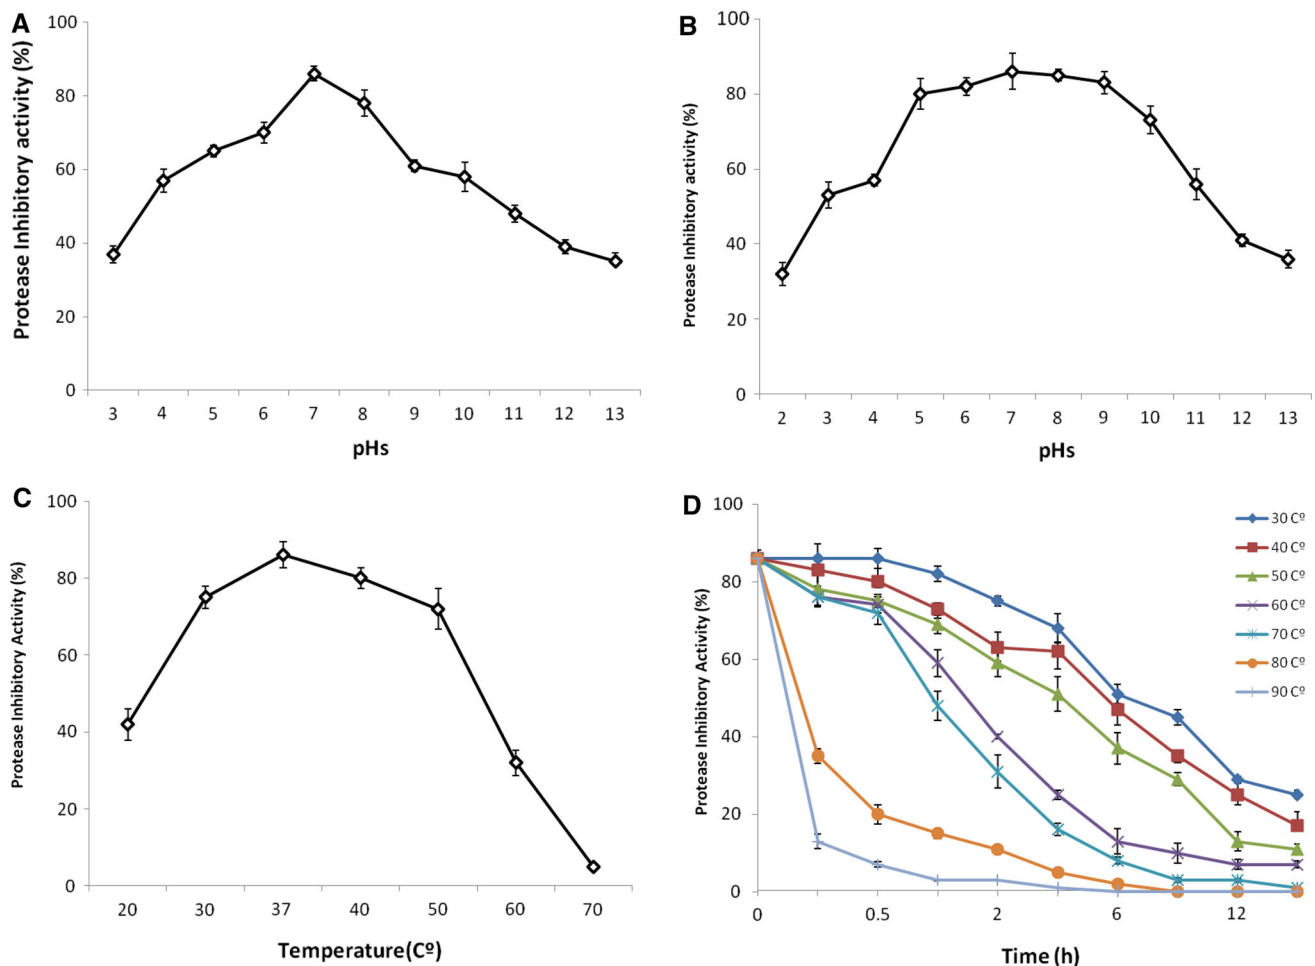 A
Protease Inhibitory activity (%)
100
80
60
40
20
0
3 4 5 6 7 8 9 10 11 12 13
pHs
B
Protease Inhibitory activity (%)
100
80
60
40
20
0
2 3 4 5 6 7 8 9 10 11 12 13
pHs
C
Protease Inhibitory Activity (%)
100
80
60
40
20
0
20 30 37 40 50 60 70
Temperature(Cº)
D
Protease Inhibitory Activity (%)
100
80
60
40
20
0
0 0.5 2 6 12
Time (h)
30 Cº
40 Cº
50 Cº
60 Cº
70 Cº
80 Cº
90 Cº